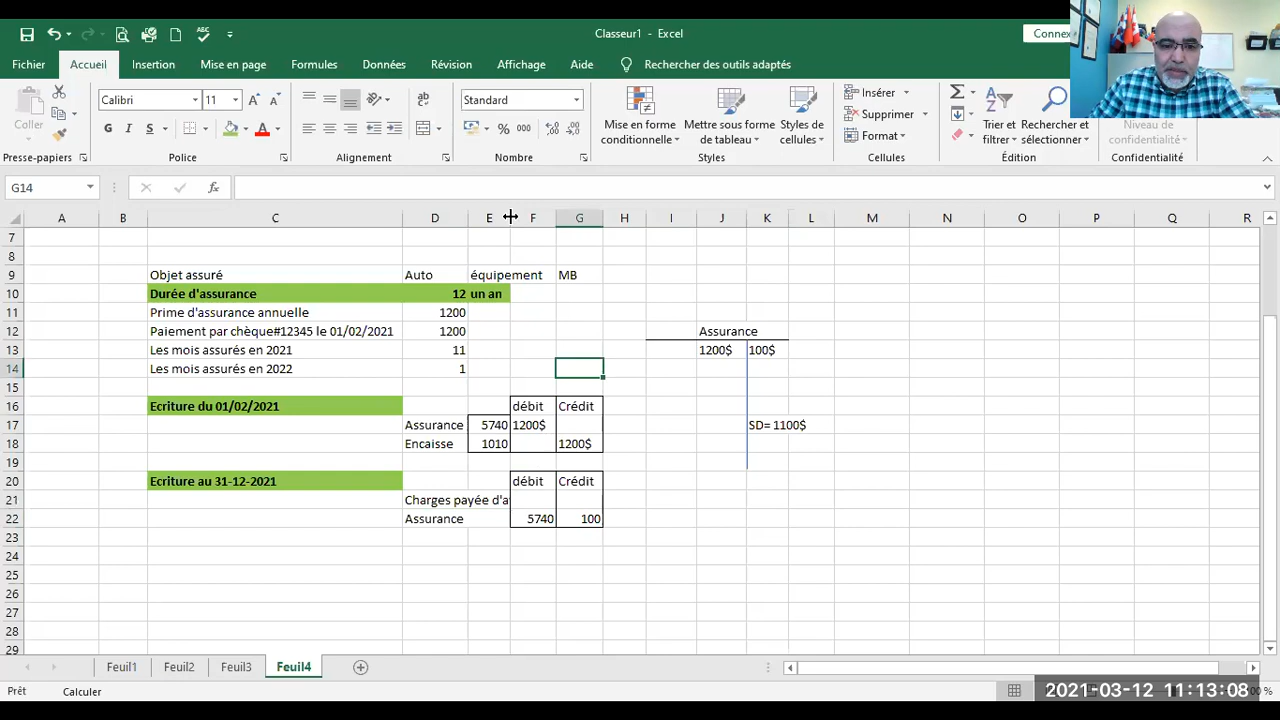 Classeur1 - Excel
Connex
Fichier Accueil Insertion Mise en page Formules Données Révision Affichage Aide Rechercher des outils adaptés
Coller
Calibri 11
G I S
Standard
% 000
Mise en forme conditionnelle
Mettre sous forme de tableau
Styles de cellules
Insérer
Supprimer
Format
Trier et filtrer
Rechercher et sélectionner
Niveau de confidentialité
Presse-papiers Police Alignement Nombre Styles Cellules Édition Confidentialité
G14 fx
A B C D E F G H I J K L M N O P Q R
7
8
9 Objet assuré Auto équipement MB
10 Durée d'assurance 12 un an
11 Prime d'assurance annuelle 1200
12 Paiement par chèque#12345 le 01/02/2021 1200 Assurance
13 Les mois assurés en 2021 11 1200$ 100$
14 Les mois assurés en 2022 1
15
16 Ecriture du 01/02/2021 débit Crédit
17 Assurance 5740 1200$ SD= 1100$
18 Encaisse 1010 1200$
19
20 Ecriture au 31-12-2021 débit Crédit
21 Charges payée d'a
22 Assurance 5740 100
23
24
25
26
27
28
29
Feuil1 Feuil2 Feuil3 Feuil4
Prêt Calculer
2021-03-12 11:13:08